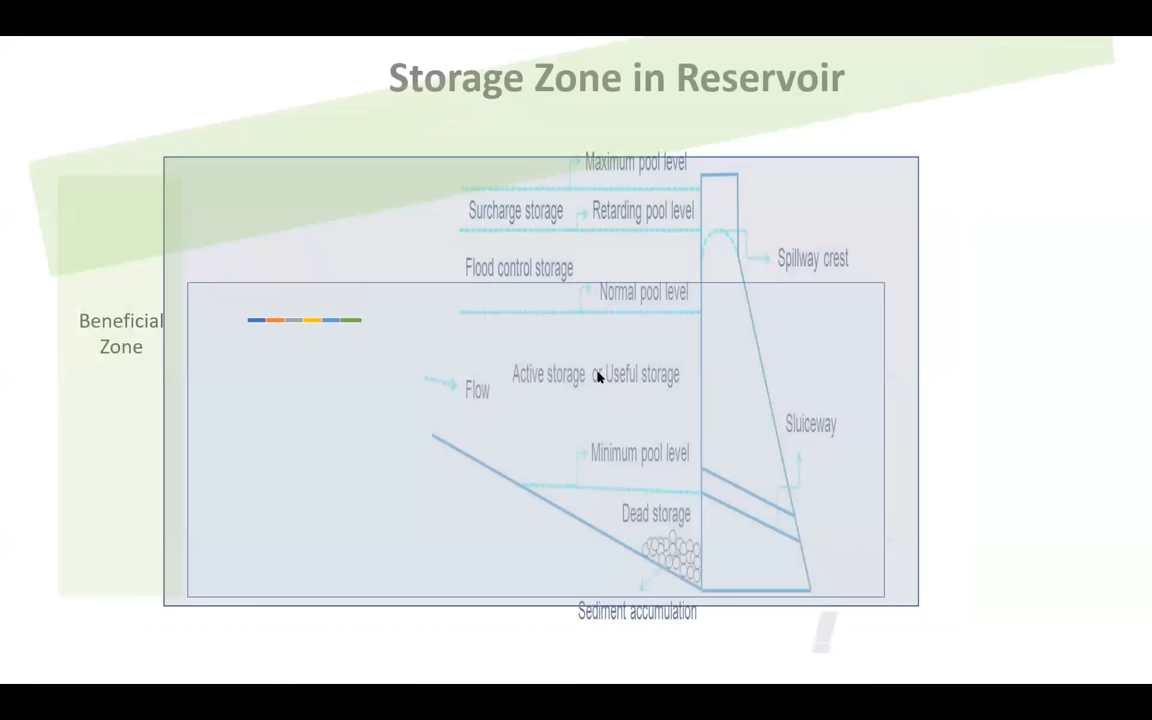 Storage Zone in Reservoir
Maximum pool level
Surcharge storage
Retarding pool level
Spillway crest
Flood control storage
Normal pool level
Beneficial
Zone
Active storage or Useful storage
Flow
Sluiceway
Minimum pool level
Dead storage
Sediment accumulation